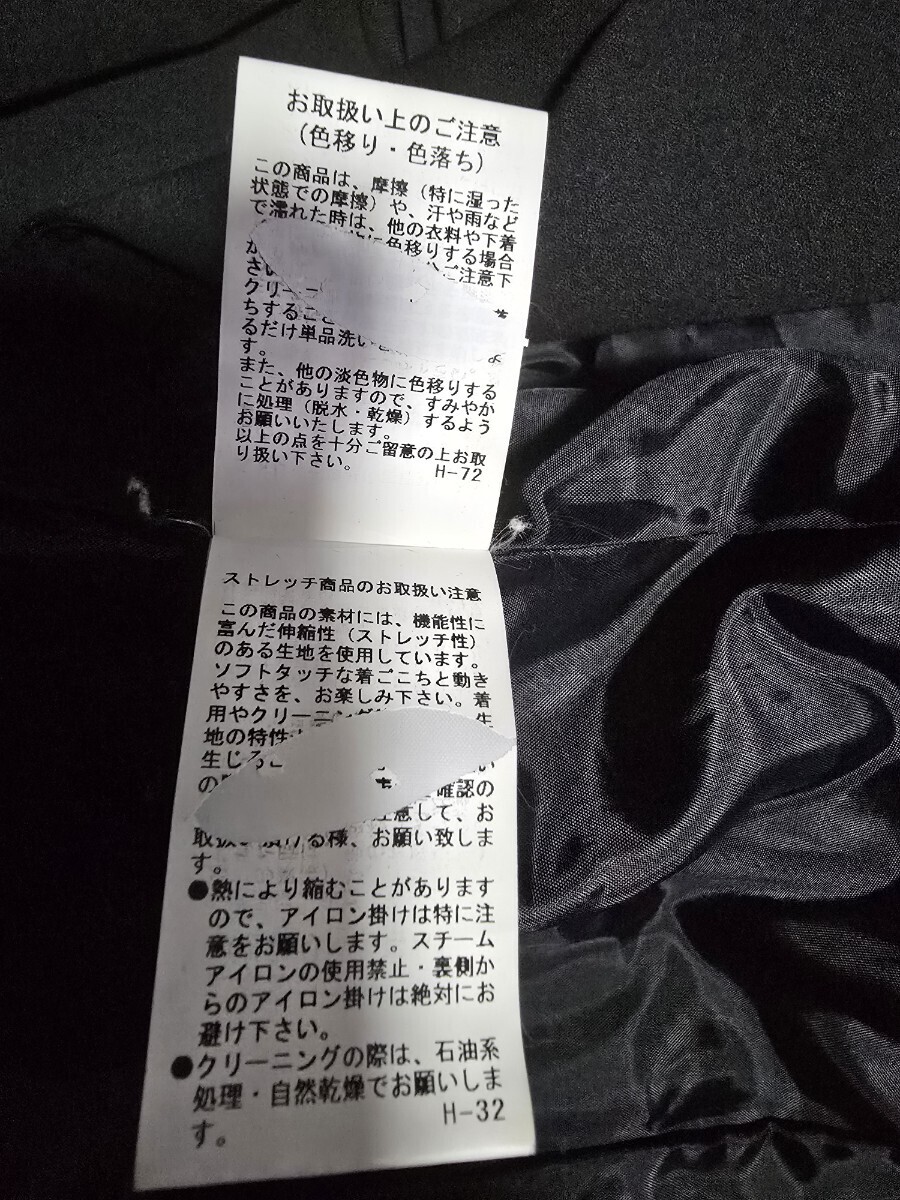 お取扱い上のご注意
(色移り・色落ち)
この商品は、摩擦(特に湿った
状態での摩擦)や、汗や雨など
で濡れた時は、他の衣料や下着
色移りする場合
ご注意下
さい
クリーニ
ちすること
るだけ単品洗い
す。
また、他の淡色物に色移りする
ことがありますので、すみやか
に処理(脱水・乾燥)するよう
お願いいたします。
以上の点を十分ご留意の上お取
り扱い下さい。
H-72
ストレッチ商品のお取扱い注意
この商品の素材には、機能性に
富んだ伸縮性(ストレッチ性)
のある生地を使用しています。
ソフトタッチな着ごこちと動き
やすさを、お楽しみ下さい。着
用やクリーニング 生
地の特性
生じるこ い
の 確認の
注意して、お
取扱い頂ける様、お願い致しま
す。
●熱により縮むことがあります
ので、アイロン掛けは特に注
意をお願いします。スチーム
アイロンの使用禁止・裏側か
らのアイロン掛けは絶対にお
避け下さい。
●クリーニングの際は、石油系
処理・自然乾燥でお願いしま
す。
H-32